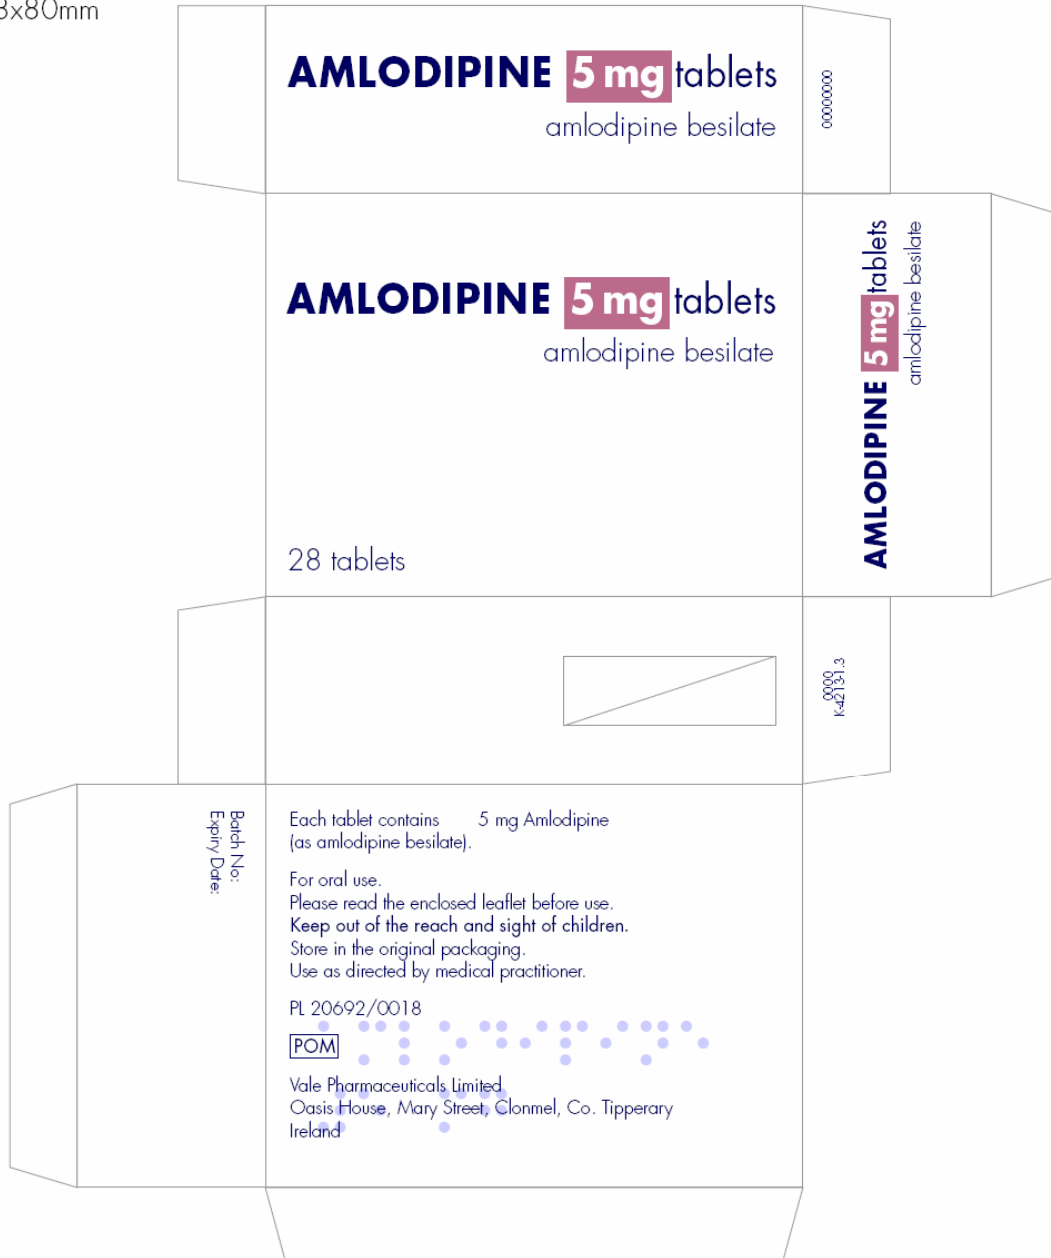 3x80mm
AMLODIPINE 5 mg tablets
amlodipine besilate
00000000
AMLODIPINE 5 mg tablets
amlodipine besilate
28 tablets
AMLODIPINE 5 mg tablets
amlodipine besilate
0000
K-4213-1.3
Batch No:
Expiry Date:
Each tablet contains 5 mg Amlodipine
(as amlodipine besilate).
For oral use.
Please read the enclosed leaflet before use.
Keep out of the reach and sight of children.
Store in the original packaging.
Use as directed by medical practitioner.
PL 20692/0018
POM
Vale Pharmaceuticals Limited
Oasis House, Mary Street, Clonmel, Co. Tipperary
Ireland